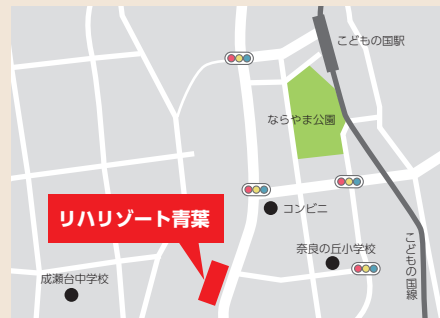 こどもの国駅
ならやま公園
リハリゾート青葉
コンビニ
奈良の丘小学校
こどもの国線
成瀬台中学校